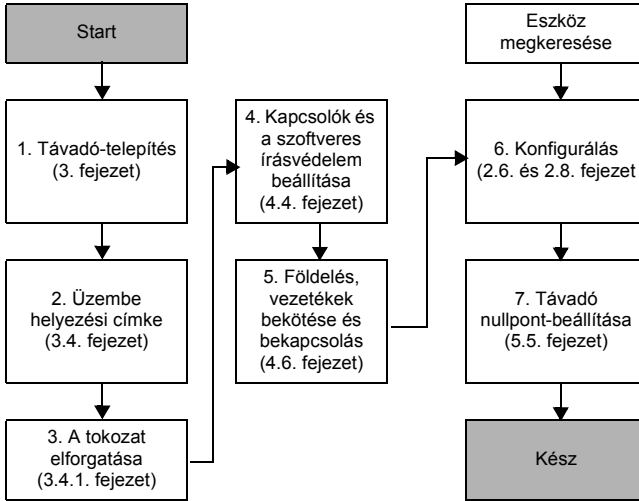 Start
1. Távadó-telepítés
(3. fejezet)
2. Üzembe
helyezési címke
(3.4. fejezet)
3. A tokozat
elforgatása
(3.4.1. fejezet)
4. Kapcsolók és
a szoftveres
írásvédelem
beállítása
(4.4. fejezet)
5. Földelés,
vezetékek
bekötése és
bekapcsolás
(4.6. fejezet)
Eszköz
megkeresése
6. Konfigurálás
(2.6. és 2.8. fejezet
7. Távadó
nullpont-beállítása
(5.5. fejezet)
Kész